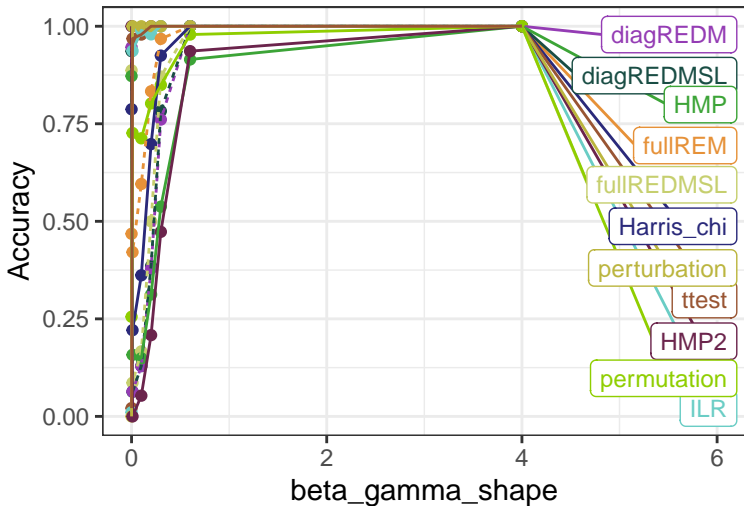 1.00
0.75
0.50
0.25
0.00
Accuracy
diagREDM
diagREDMSL
HMP
fullREM
fullREDMSL
Harris_chi
perturbation
ttest
HMP2
permutation
ILR
0
2
4
6
beta_gamma_shape